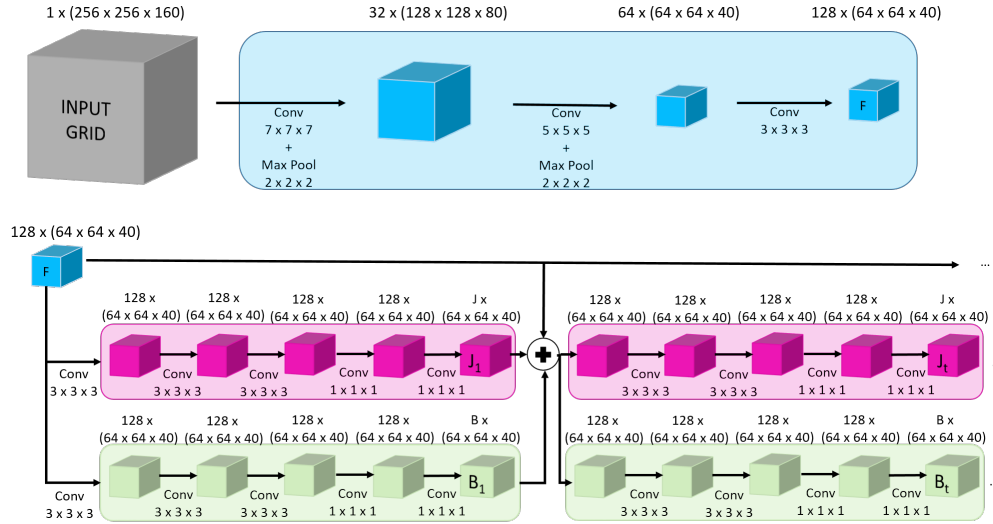 1 x (256 x 256 x 160)
32 x (128 x 128 x 80)
64 x (64 x 64 x 40)
128 x (64 x 64 x 40)
INPUT
GRID
Conv
7 x 7 x 7
+
Max Pool
2 x 2 x 2
Conv
5 x 5 x 5
+
Max Pool
2 x 2 x 2
Conv
3 x 3 x 3
F
128 x (64 x 64 x 40)
F
...
128 x
(64 x 64 x 40)
128 x
(64 x 64 x 40)
128 x
(64 x 64 x 40)
128 x
(64 x 64 x 40)
J x
(64 x 64 x 40)
128 x
(64 x 64 x 40)
128 x
(64 x 64 x 40)
128 x
(64 x 64 x 40)
128 x
(64 x 64 x 40)
J x
(64 x 64 x 40)
Conv
3 x 3 x 3
Conv
3 x 3 x 3
Conv
3 x 3 x 3
Conv
1 x 1 x 1
Conv
1 x 1 x 1
J1
+
Conv
3 x 3 x 3
Conv
3 x 3 x 3
Conv
1 x 1 x 1
Conv
1 x 1 x 1
Jt
128 x
(64 x 64 x 40)
128 x
(64 x 64 x 40)
128 x
(64 x 64 x 40)
128 x
(64 x 64 x 40)
B x
(64 x 64 x 40)
128 x
(64 x 64 x 40)
128 x
(64 x 64 x 40)
128 x
(64 x 64 x 40)
128 x
(64 x 64 x 40)
B x
(64 x 64 x 40)
Conv
3 x 3 x 3
Conv
3 x 3 x 3
Conv
3 x 3 x 3
Conv
1 x 1 x 1
Conv
1 x 1 x 1
B1
Conv
3 x 3 x 3
Conv
3 x 3 x 3
Conv
1 x 1 x 1
Conv
1 x 1 x 1
Bt